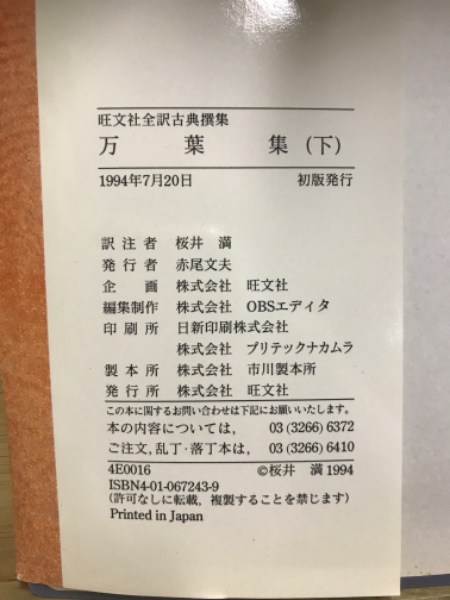 旺文社全訳古典撰集
万葉集(下)
1994年7月20日 初版発行
訳注者 桜井 満
発行者 赤尾文夫
企画 株式会社 旺文社
編集制作 株式会社 OBSエディタ
印刷所 日新印刷株式会社
株式会社 プリテックナカムラ
製本所 株式会社 市川製本所
発行所 株式会社 旺文社
この本に関するお問い合わせは下記にお願いいたします。
本の内容については, 03(3266)6372
ご注文,乱丁・落丁本は, 03(3266)6410
4E0016 ©桜井 満 1994
ISBN4-01-067243-9
(許可なしに転載,複製することを禁じます)
Printed in Japan